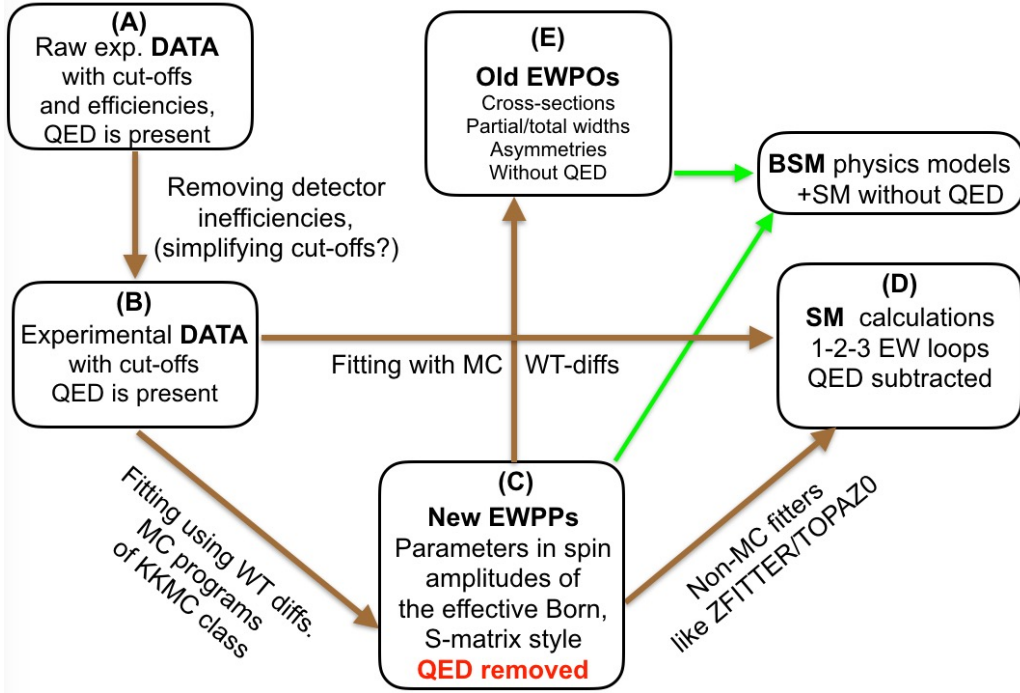 (A)
Raw exp. DATA
with cut-offs
and efficiencies,
QED is present
Removing detector
inefficiencies,
(simplifying cut-offs?)
(B)
Experimental DATA
with cut-offs
QED is present
(E)
Old EWPOs
Cross-sections
Partial/total widths
Asymmetries
Without QED
BSM physics models
+SM without QED
(D)
SM calculations
1-2-3 EW loops
QED subtracted
Fitting with MC WT-diffs
Fitting using WT diffs.
MC programs
of KKMC class
(C)
New EWPPs
Parameters in spin
amplitudes of
the effective Born,
S-matrix style
QED removed
Non-MC fitters
like ZFITTER/TOPAZ0